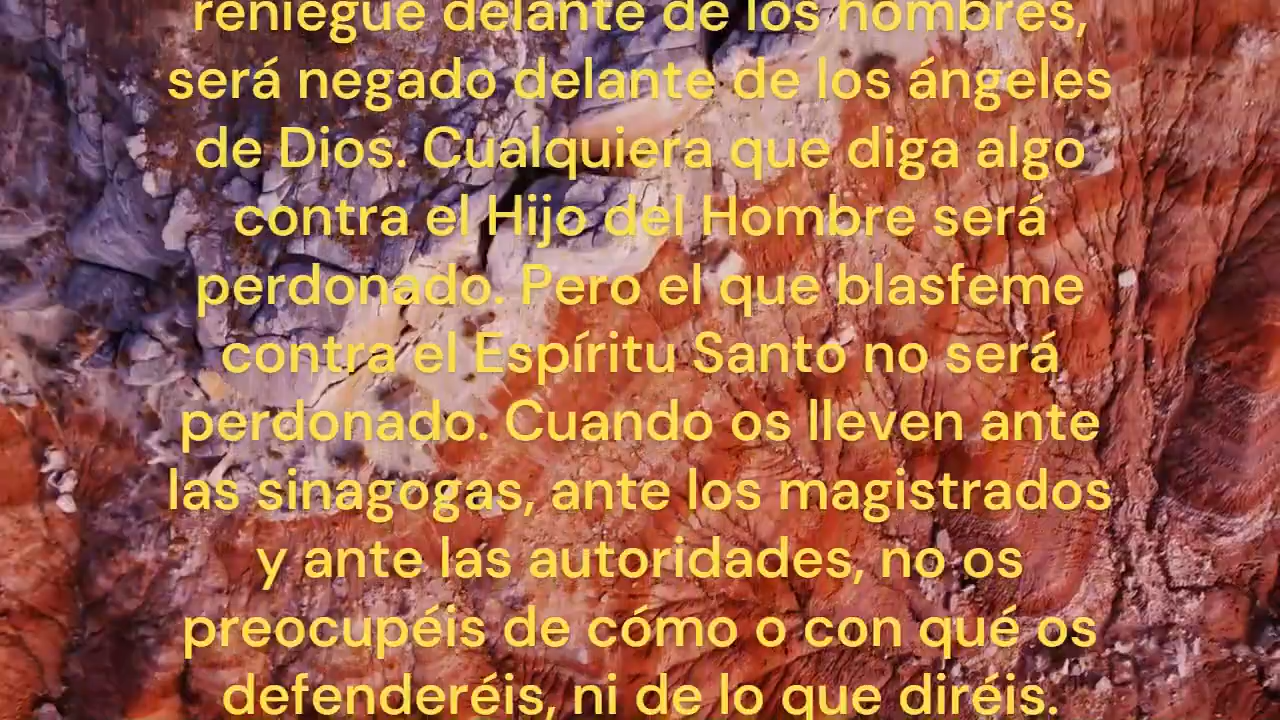 reniegue delante de los hombres,
será negado delante de los ángeles
de Dios. Cualquiera que diga algo
contra el Hijo del Hombre será
perdonado. Pero el que blasfeme
contra el Espíritu Santo no será
perdonado. Cuando os lleven ante
las sinagogas, ante los magistrados
y ante las autoridades, no os
preocupéis de cómo o con qué os
defenderéis, ni de lo que diréis.